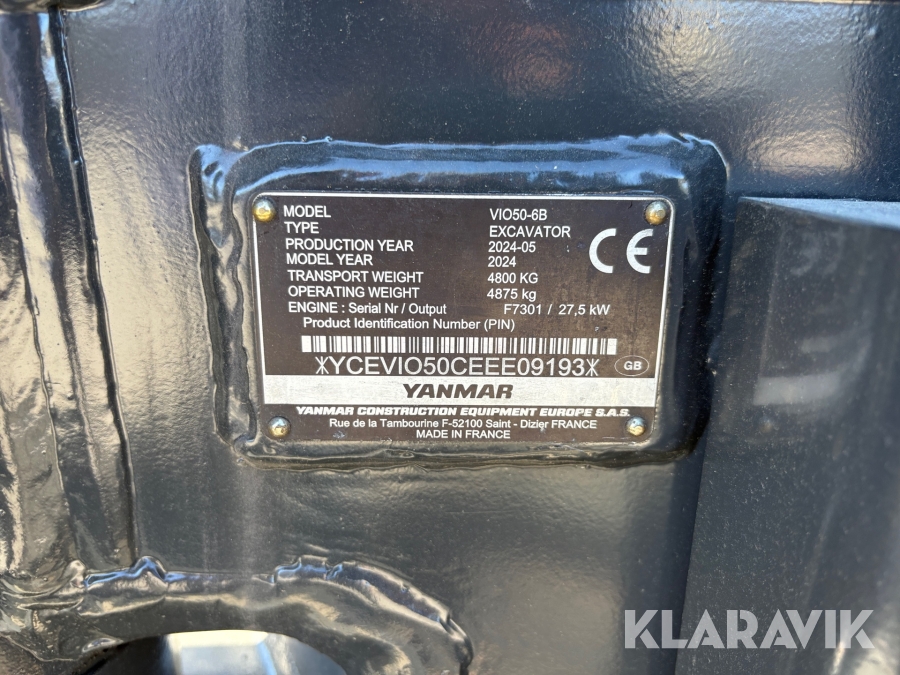 MODEL VIO50-6B
TYPE EXCAVATOR
PRODUCTION YEAR 2024-05
MODEL YEAR 2024
TRANSPORT WEIGHT 4800 KG
OPERATING WEIGHT 4875 kg
ENGINE : Serial Nr / Output F7301 / 27,5 kW
Product Identification Number (PIN)
CE
*YCEVIO50CEEE09193*
GB
YANMAR
YANMAR CONSTRUCTION EQUIPMENT EUROPE S.A.S.
Rue de la Tambourine F-52100 Saint - Dizier FRANCE
MADE IN FRANCE
KLARAVIK